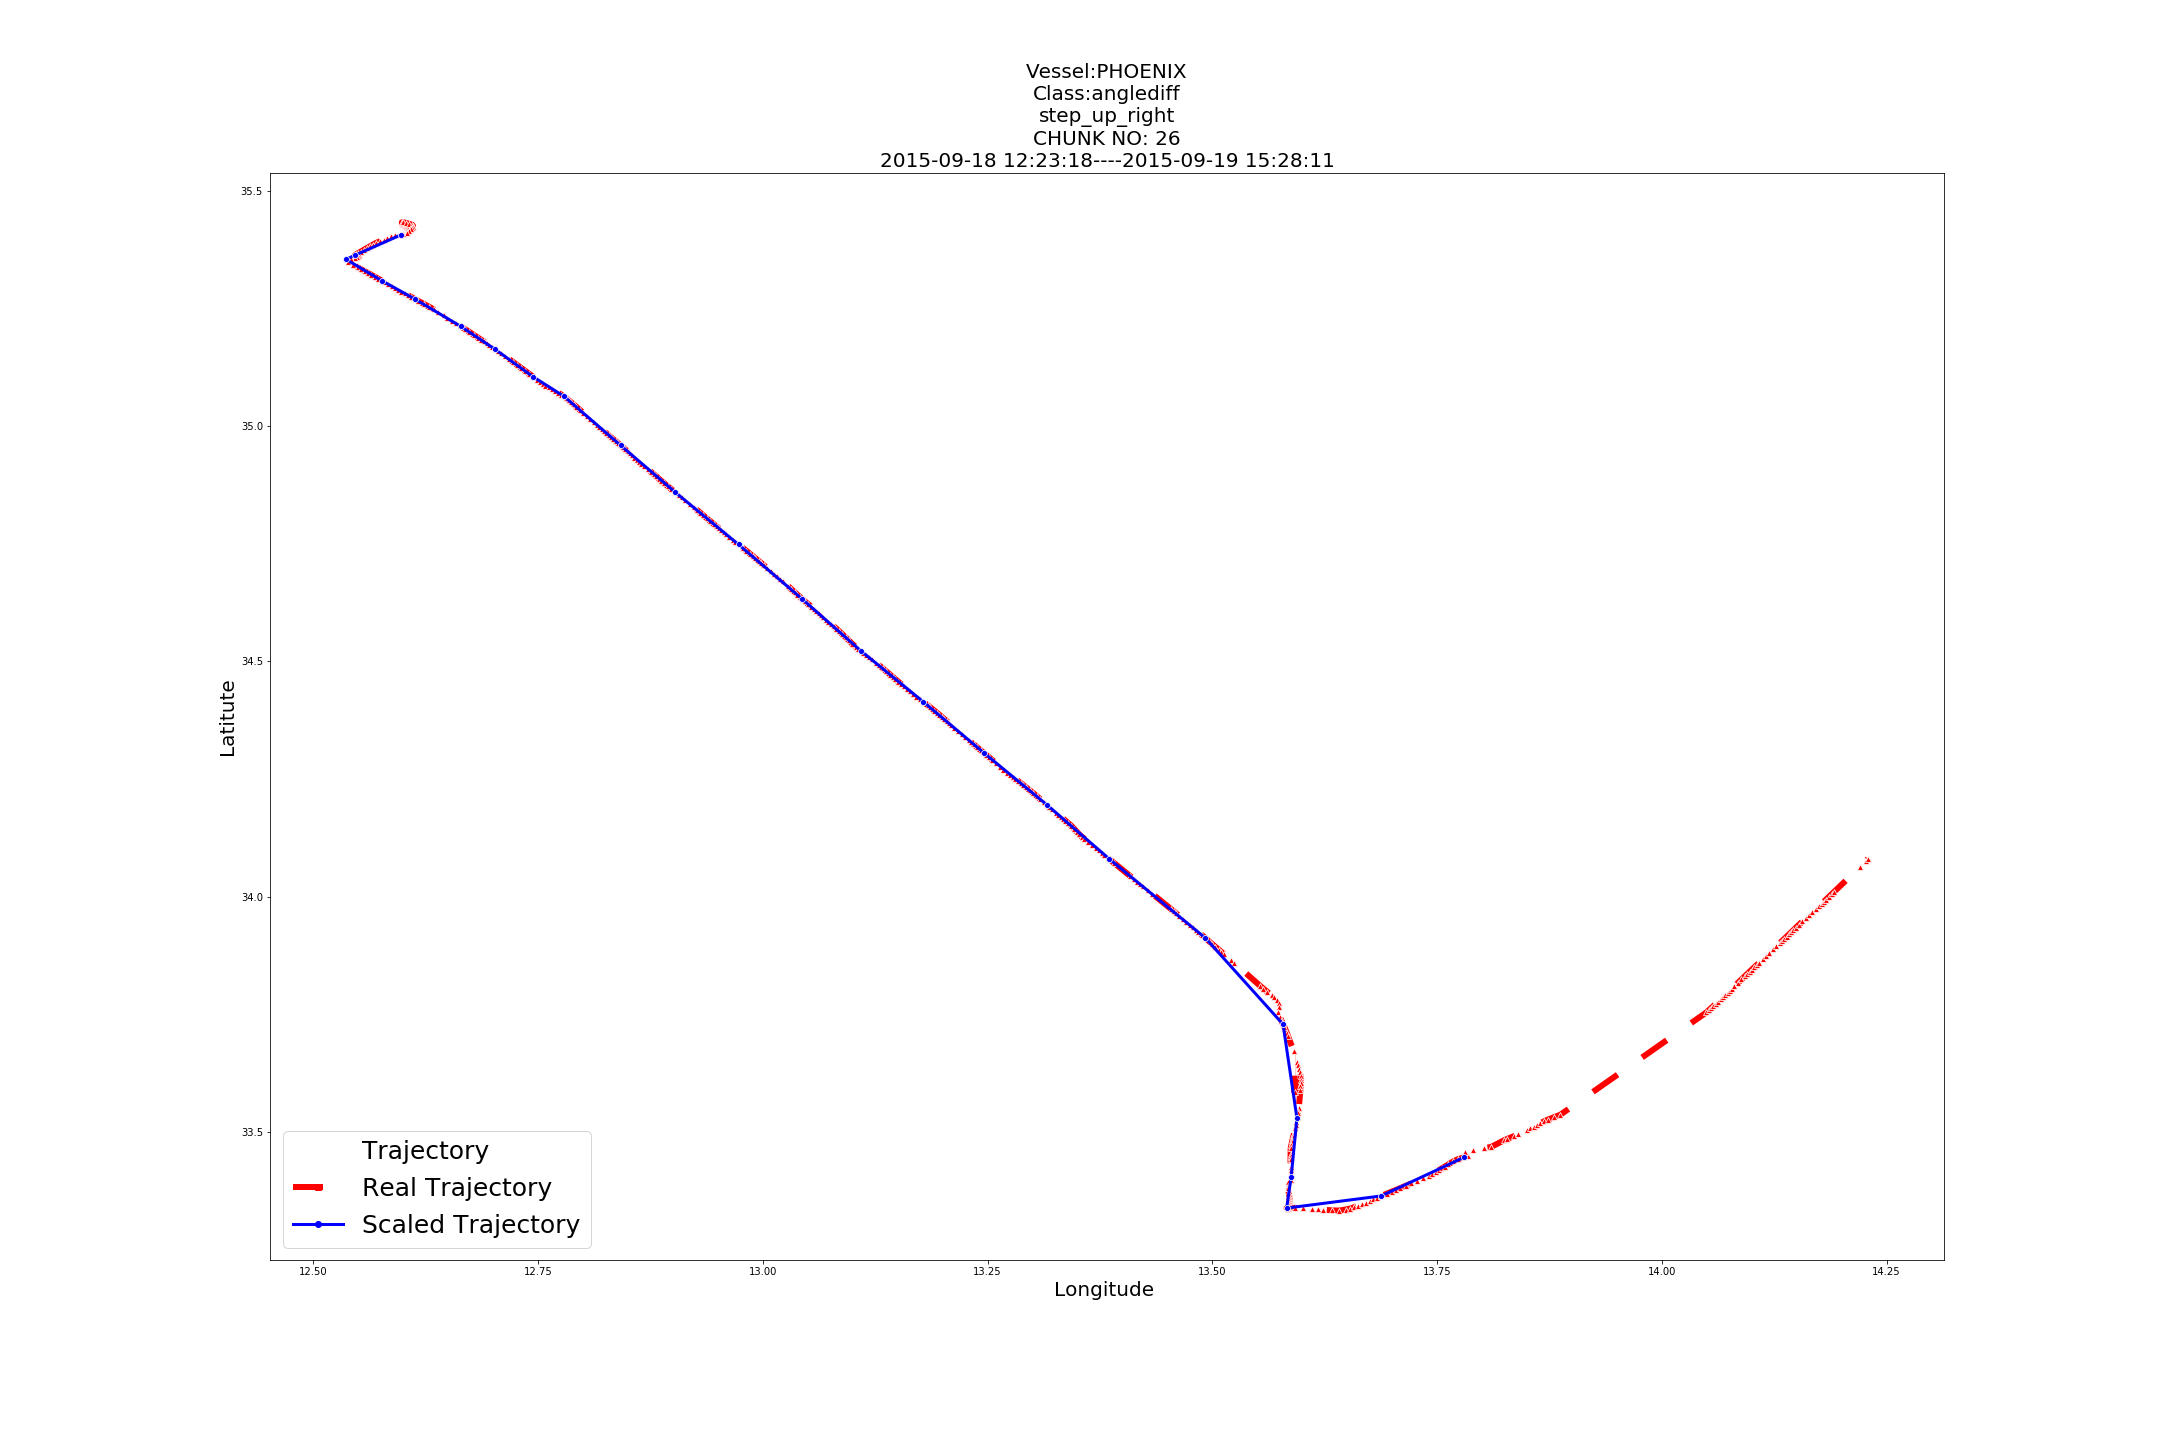 Vessel:PHOENIX
Class:anglediff
step_up_right
CHUNK NO: 26
2015-09-18 12:23:18----2015-09-19 15:28:11
35.5
35.0
34.5
34.0
33.5
Latitute
Trajectory
Real Trajectory
Scaled Trajectory
12.50 12.75 13.00 13.25 13.50 13.75 14.00 14.25
Longitude